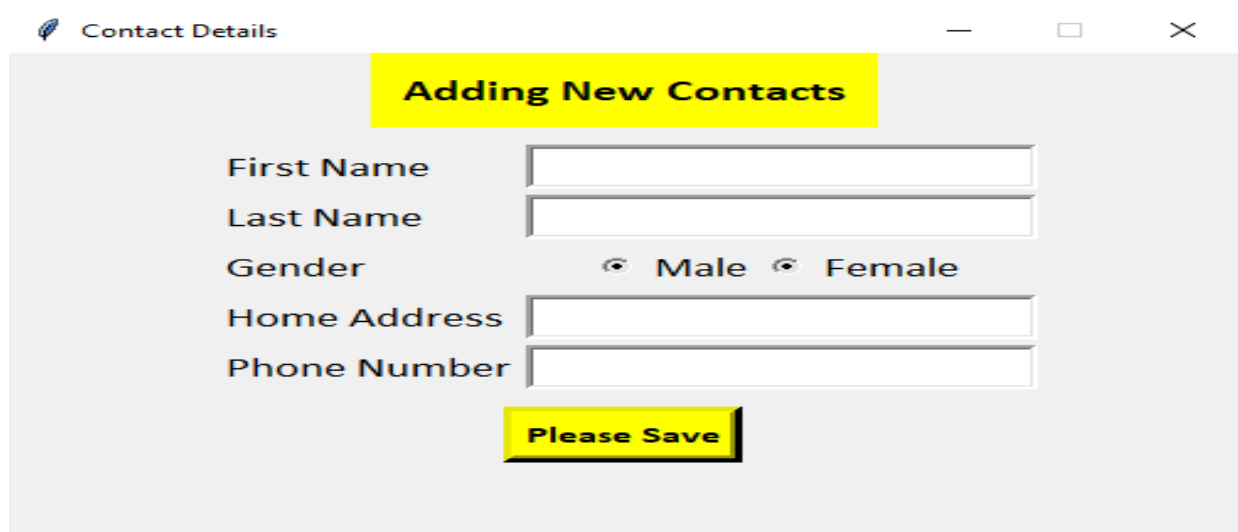 Contact Details
Adding New Contacts
First Name
Last Name
Gender Male Female
Home Address
Phone Number
Please Save